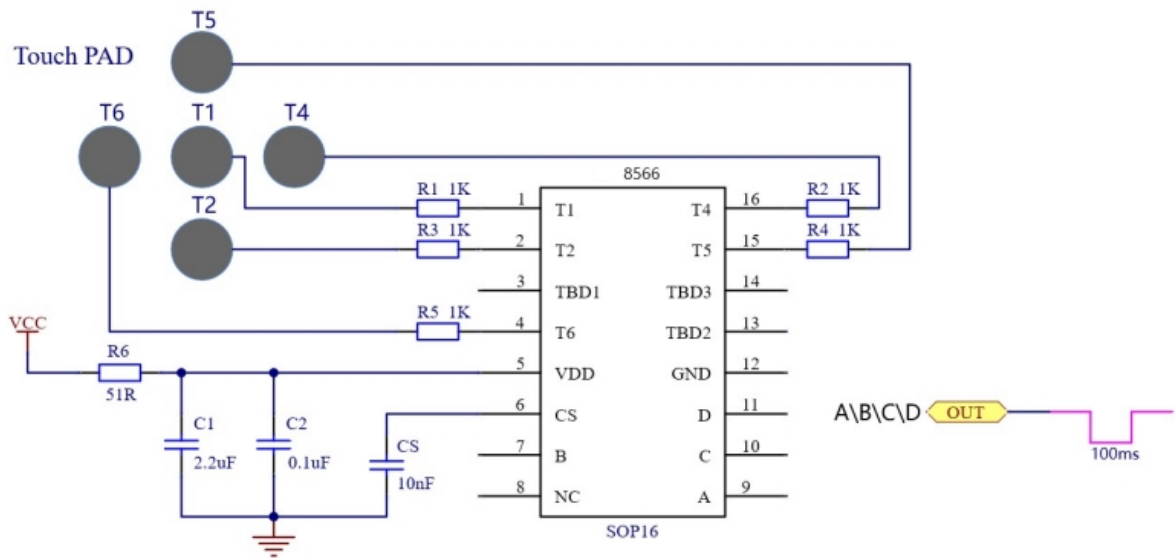 T5
Touch PAD
T6
T1
T4
T2
8566
R1 1K
1
T1
T4
16
R2 1K
R3 1K
2
T2
T5
15
R4 1K
3
TBD1
TBD3
14
R5 1K
4
T6
TBD2
13
VCC
R6
51R
5
VDD
GND
12
C1
2.2uF
C2
0.1uF
6
CS
D
11
A\B\C\D
OUT
100ms
CS
10nF
7
B
C
10
8
NC
A
9
SOP16